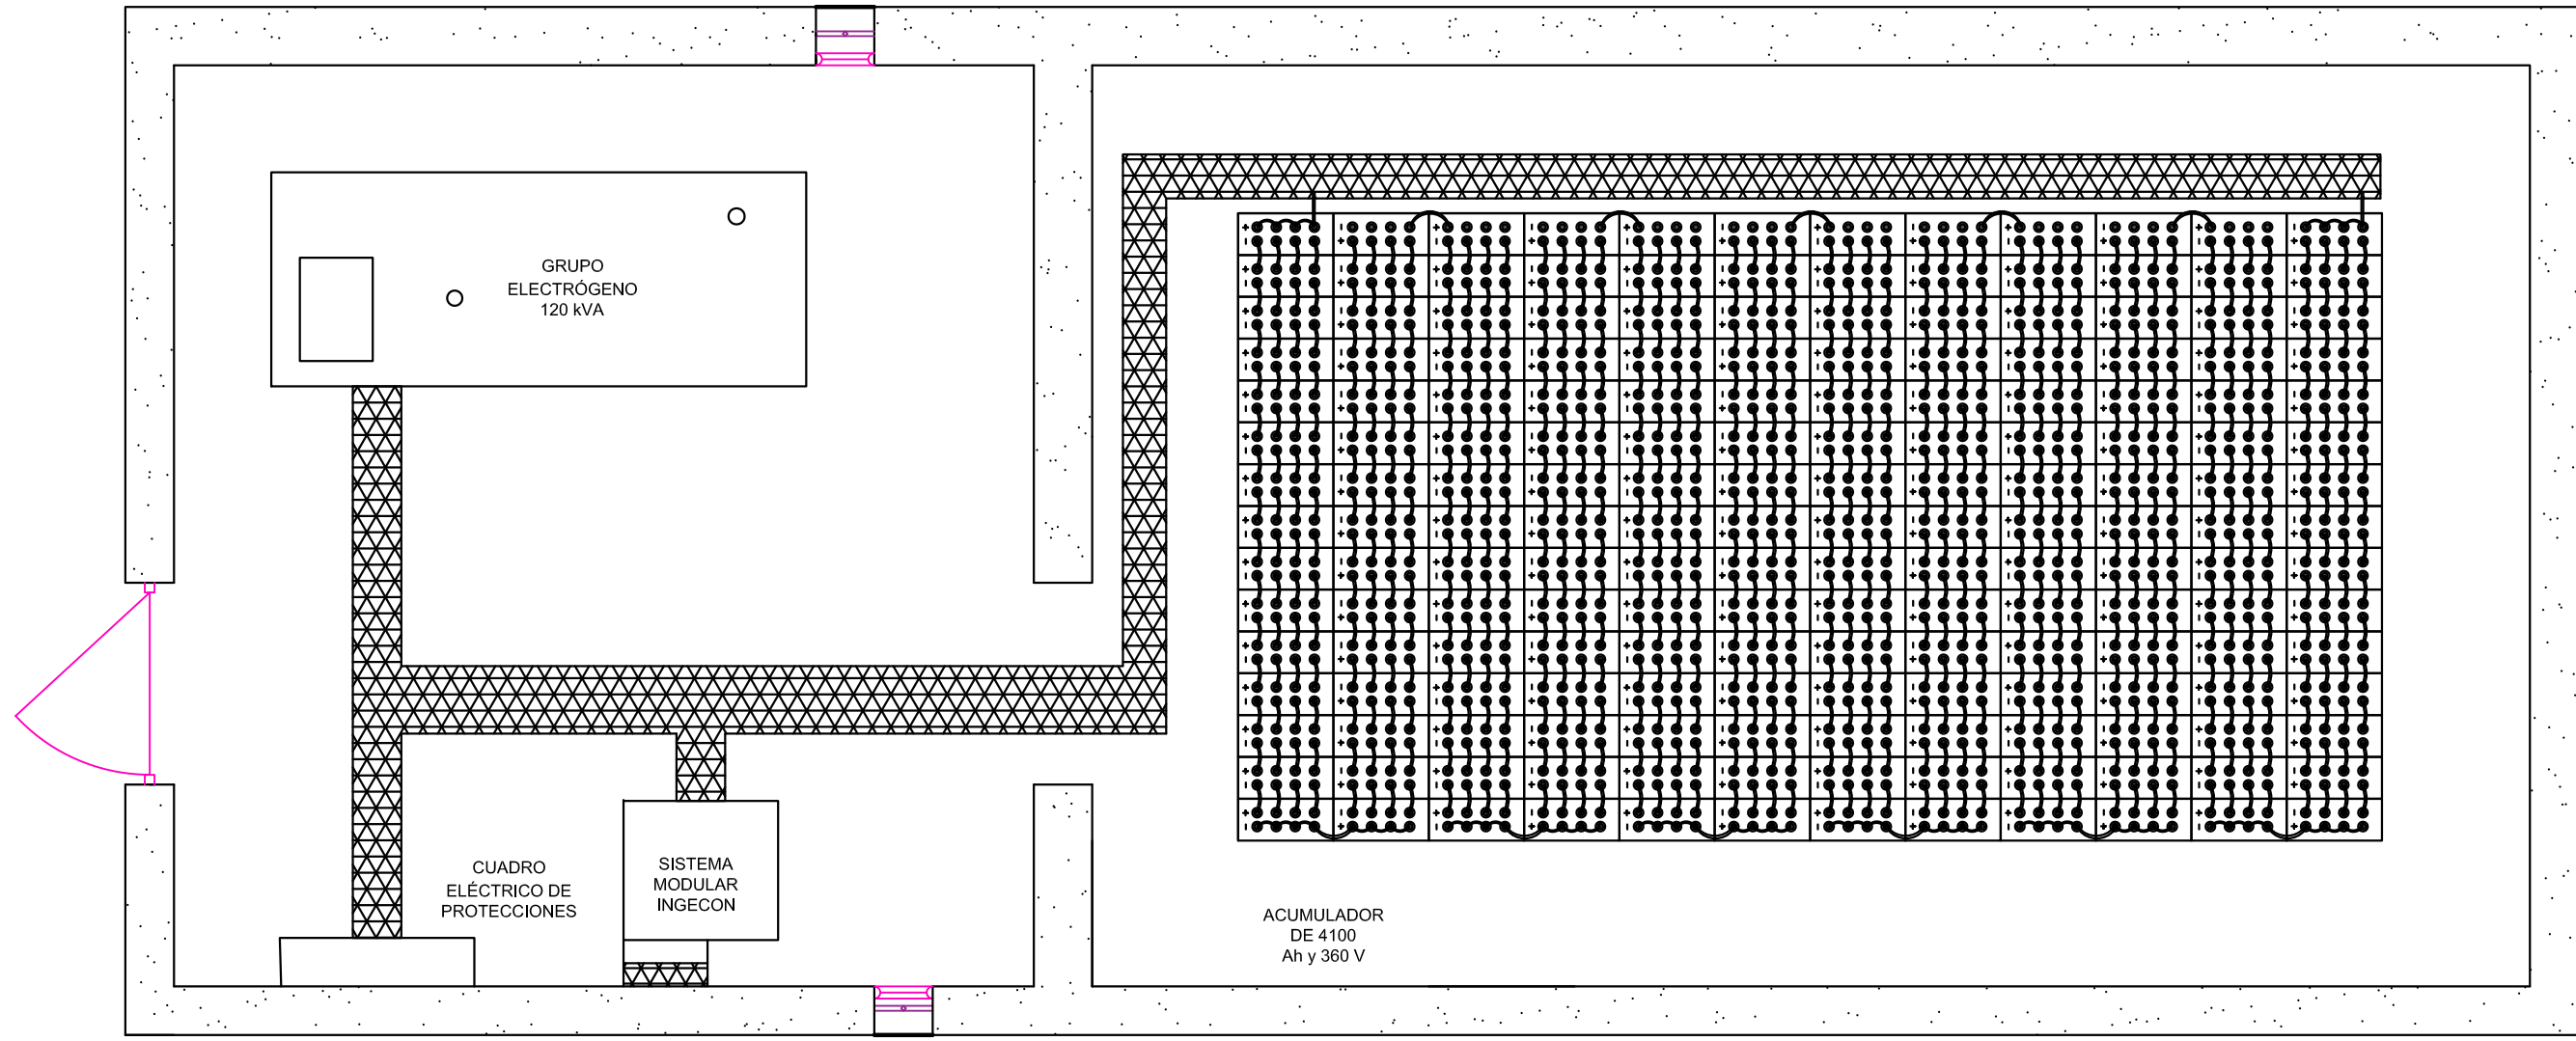 GRUPO
ELECTRÓGENO
120 kVA
CUADRO
ELÉCTRICO DE
PROTECCIONES
SISTEMA
MODULAR
INGECON
ACUMULADOR
DE 4100
Ah y 360 V